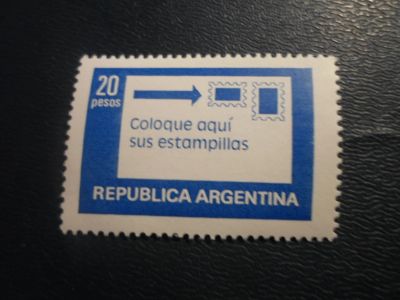 20
pesos
Coloque aquí
sus estampillas
REPUBLICA ARGENTINA